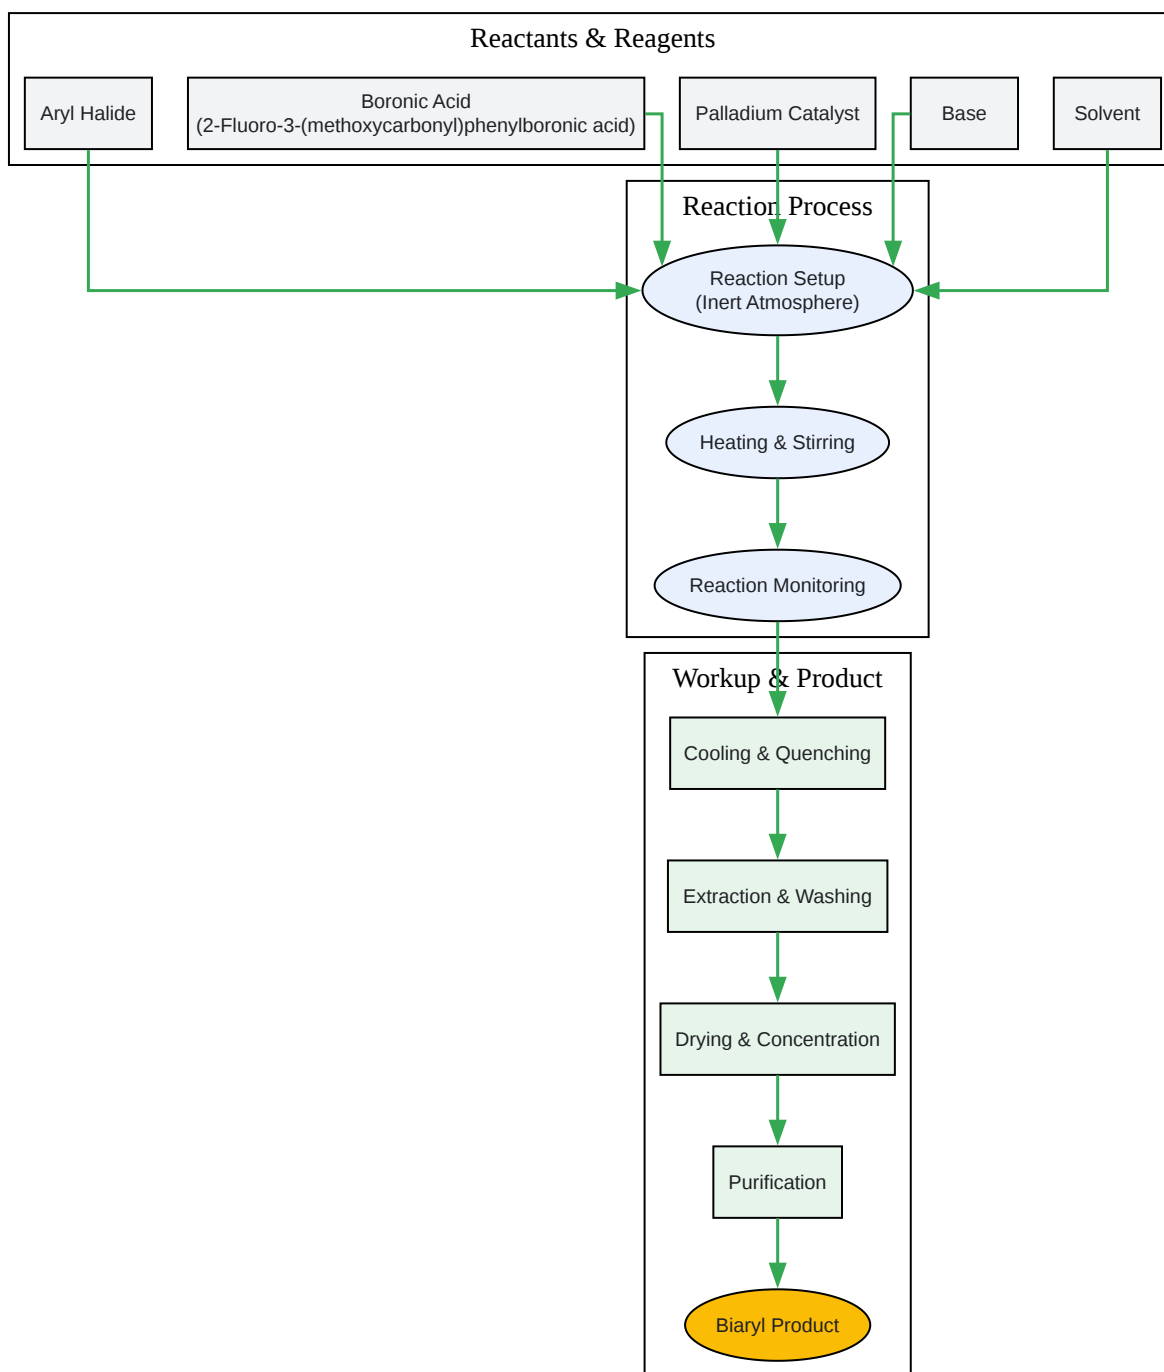 Reactants & Reagents
Aryl Halide
Boronic Acid
(2-Fluoro-3-(methoxycarbonyl)phenylboronic acid)
Palladium Catalyst
Base
Solvent
Reaction Process
Reaction Setup
(Inert Atmosphere)
Heating & Stirring
Reaction Monitoring
Workup & Product
Cooling & Quenching
Extraction & Washing
Drying & Concentration
Purification
Biaryl Product